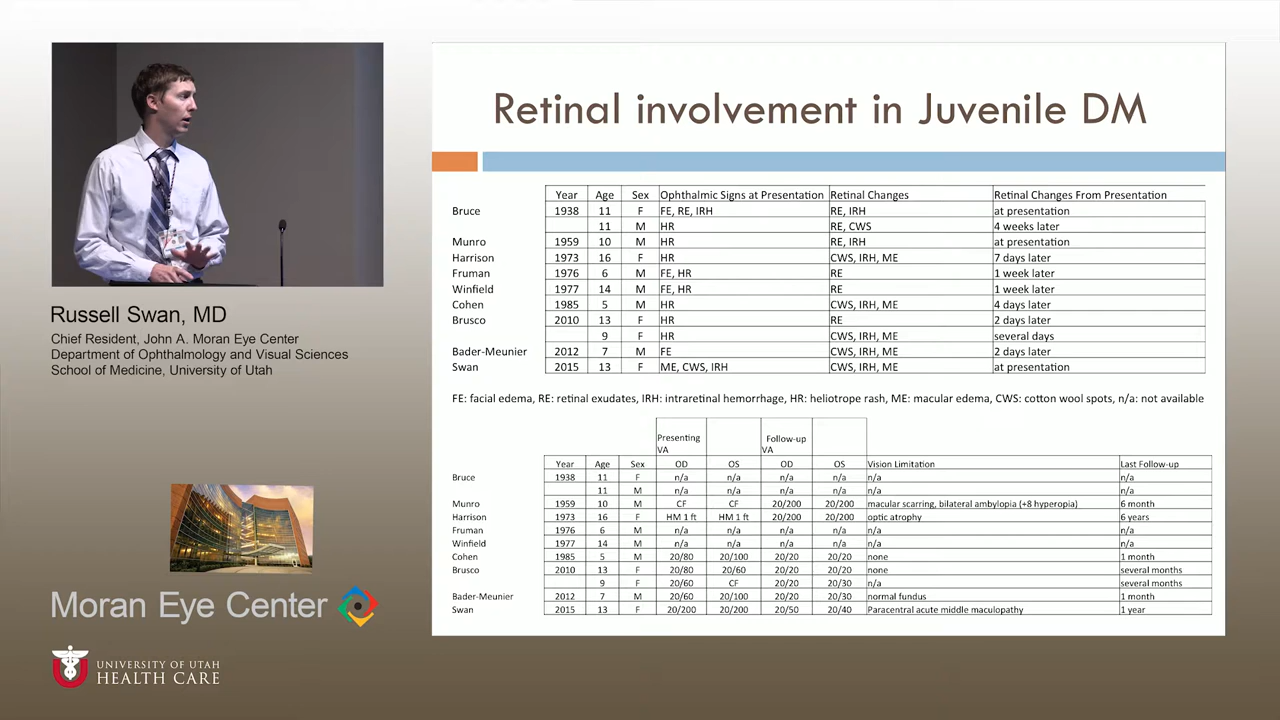 Retinal involvement in Juvenile DM
Year Age Sex Ophthalmic Signs at Presentation Retinal Changes Retinal Changes From Presentation
Bruce 1938 11 F FE, RE, IRH RE, IRH at presentation
11 M HR RE, CWS 4 weeks later
Munro 1959 10 M HR RE, IRH at presentation
Harrison 1973 16 F HR CWS, IRH, ME 7 days later
Fruman 1976 6 M FE, HR RE 1 week later
Winfield 1977 14 M FE, HR RE 1 week later
Cohen 1985 5 M HR CWS, IRH, ME 4 days later
Brusco 2010 13 F HR RE 2 days later
9 F HR CWS, IRH, ME several days
Bader-Meunier 2012 7 M FE CWS, IRH, ME 2 days later
Swan 2015 13 F ME, CWS, IRH CWS, IRH, ME at presentation
FE: facial edema, RE: retinal exudates, IRH: intraretinal hemorrhage, HR: heliotrope rash, ME: macular edema, CWS: cotton wool spots, n/a: not available
Presenting VA Follow-up VA
Year Age Sex OD OS OD OS Vision Limitation Last Follow-up
Bruce 1938 11 F n/a n/a n/a n/a n/a n/a
11 M n/a n/a n/a n/a n/a n/a
Munro 1959 10 M CF CF 20/200 20/200 macular scarring, bilateral ambylopia (+8 hyperopia) 6 month
Harrison 1973 16 F HM 1 ft HM 1 ft 20/200 20/200 optic atrophy 6 years
Fruman 1976 6 M n/a n/a n/a n/a n/a n/a
Winfield 1977 14 M n/a n/a n/a n/a n/a n/a
Cohen 1985 5 M 20/80 20/100 20/20 20/20 none 1 month
Brusco 2010 13 F 20/80 20/60 20/20 20/20 none several months
9 F 20/60 CF 20/20 20/30 n/a several months
Bader-Meunier 2012 7 M 20/60 20/100 20/20 20/30 normal fundus 1 month
Swan 2015 13 F 20/200 20/200 20/50 20/40 Paracentral acute middle maculopathy 1 year
Russell Swan, MD
Chief Resident, John A. Moran Eye Center
Department of Ophthalmology and Visual Sciences
School of Medicine, University of Utah
Moran Eye Center
UNIVERSITY OF UTAH
HEALTH CARE